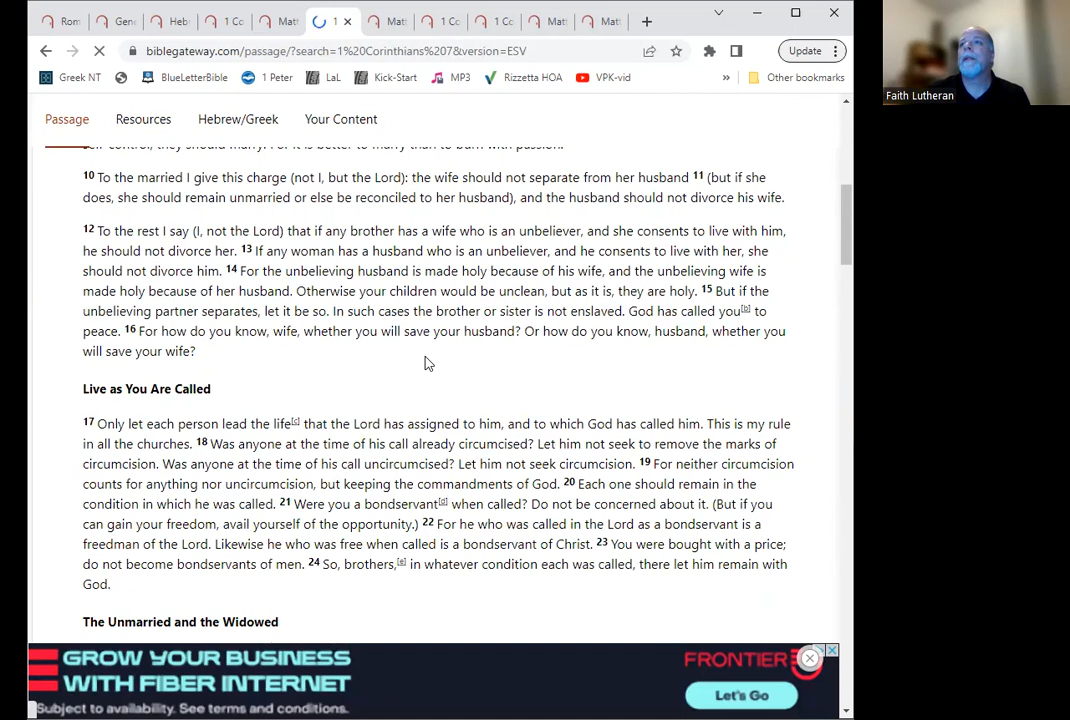 Rom
Gene
Heb
1 Co
Matt
1
Matt
1 Co
1 Co
Matt
Matt
biblegateway.com/passage/?search=1%20Corinthians%207&version=ESV
Update
Greek NT
BlueLetterBible
1 Peter
LaL
Kick-Start
MP3
Rizzetta HOA
VPK-vid
»
Other bookmarks
Faith Lutheran
Passage
Resources
Hebrew/Greek
Your Content
self-control, they should marry. For it is better to marry than to burn with passion.
10 To the married I give this charge (not I, but the Lord): the wife should not separate from her husband 11 (but if she
does, she should remain unmarried or else be reconciled to her husband), and the husband should not divorce his wife.
12 To the rest I say (I, not the Lord) that if any brother has a wife who is an unbeliever, and she consents to live with him,
he should not divorce her. 13 If any woman has a husband who is an unbeliever, and he consents to live with her, she
should not divorce him. 14 For the unbelieving husband is made holy because of his wife, and the unbelieving wife is
made holy because of her husband. Otherwise your children would be unclean, but as it is, they are holy. 15 But if the
unbelieving partner separates, let it be so. In such cases the brother or sister is not enslaved. God has called you[b] to
peace. 16 For how do you know, wife, whether you will save your husband? Or how do you know, husband, whether you
will save your wife?
Live as You Are Called
17 Only let each person lead the life[c] that the Lord has assigned to him, and to which God has called him. This is my rule
in all the churches. 18 Was anyone at the time of his call already circumcised? Let him not seek to remove the marks of
circumcision. Was anyone at the time of his call uncircumcised? Let him not seek circumcision. 19 For neither circumcision
counts for anything nor uncircumcision, but keeping the commandments of God. 20 Each one should remain in the
condition in which he was called. 21 Were you a bondservant[d] when called? Do not be concerned about it. (But if you
can gain your freedom, avail yourself of the opportunity.) 22 For he who was called in the Lord as a bondservant is a
freedman of the Lord. Likewise he who was free when called is a bondservant of Christ. 23 You were bought with a price;
do not become bondservants of men. 24 So, brothers,[e] in whatever condition each was called, there let him remain with
God.
The Unmarried and the Widowed
GROW YOUR BUSINESS
WITH FIBER INTERNET
Subject to availability. See terms and conditions.
FRONTIER
Let's Go